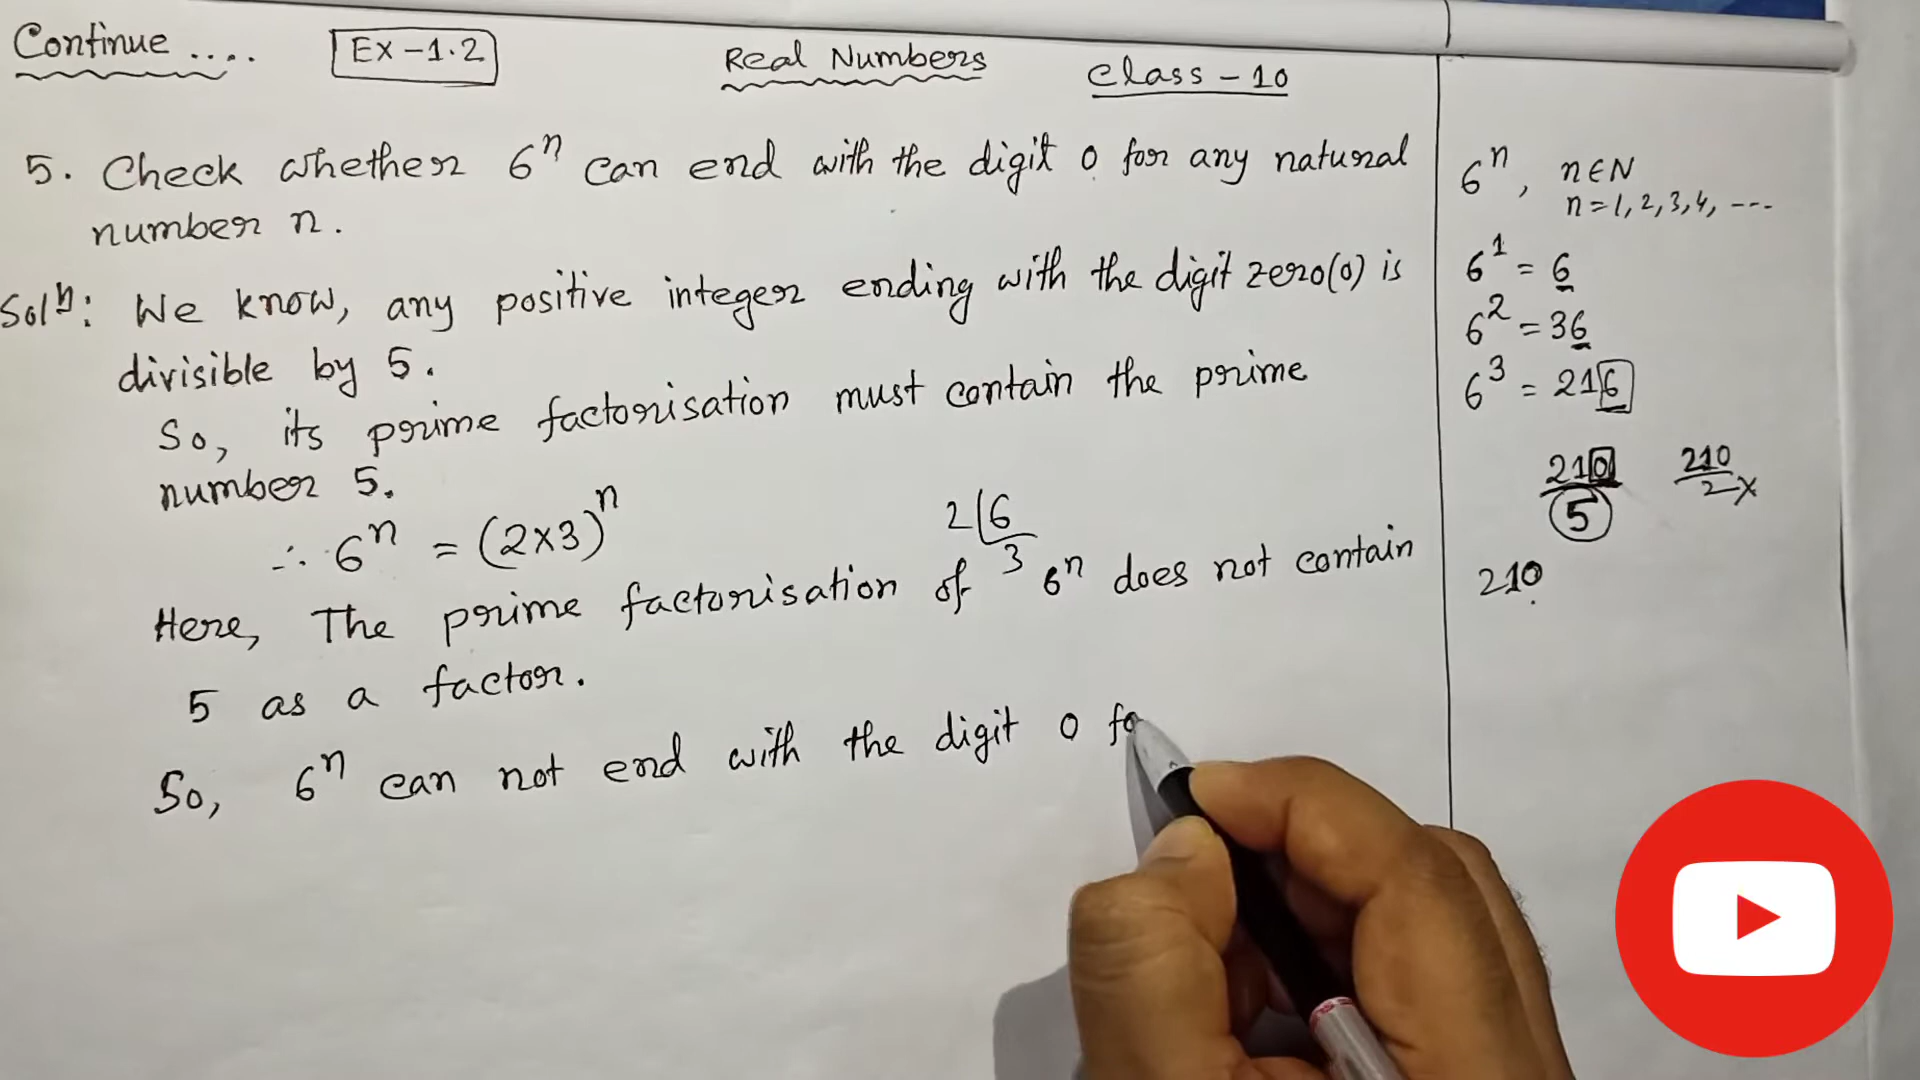 Continue ....
Ex-1.2
Real Numbers
Class - 10
5. Check whether 6ⁿ can end with the digit 0 for any natural
number n.
Solⁿ: We know, any positive integer ending with the digit zero(0) is
divisible by 5.
So, its prime factorisation must contain the prime
number 5.
∴ 6ⁿ = (2×3)ⁿ
2 6
3
Here, The prime factorisation of 6ⁿ does not contain
5 as a factor.
So, 6ⁿ can not end with the digit 0 fo
6ⁿ, n∈N
n=1,2,3,4, ----
6¹ = 6
6² = 36
6³ = 216
210
5
210
2 ×
210